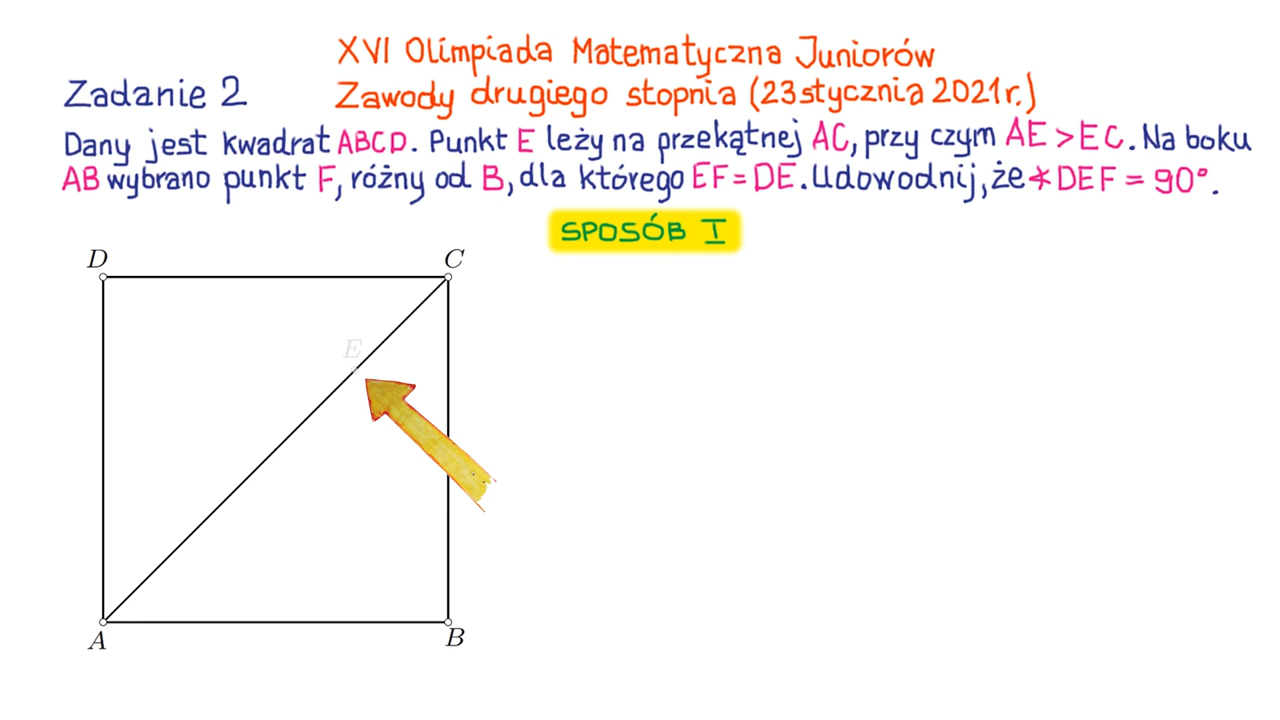 XVI Olimpiada Matematyczna Juniorów
Zadanie 2 Zawody drugiego stopnia (23 stycznia 2021 r.)
Dany jest kwadrat ABCD. Punkt E leży na przekątnej AC, przy czym AE > EC. Na boku
AB wybrano punkt F, różny od B, dla którego EF = DE. Udowodnij, że ∢DEF = 90°.
SPOSÓB I
D C
E
A B